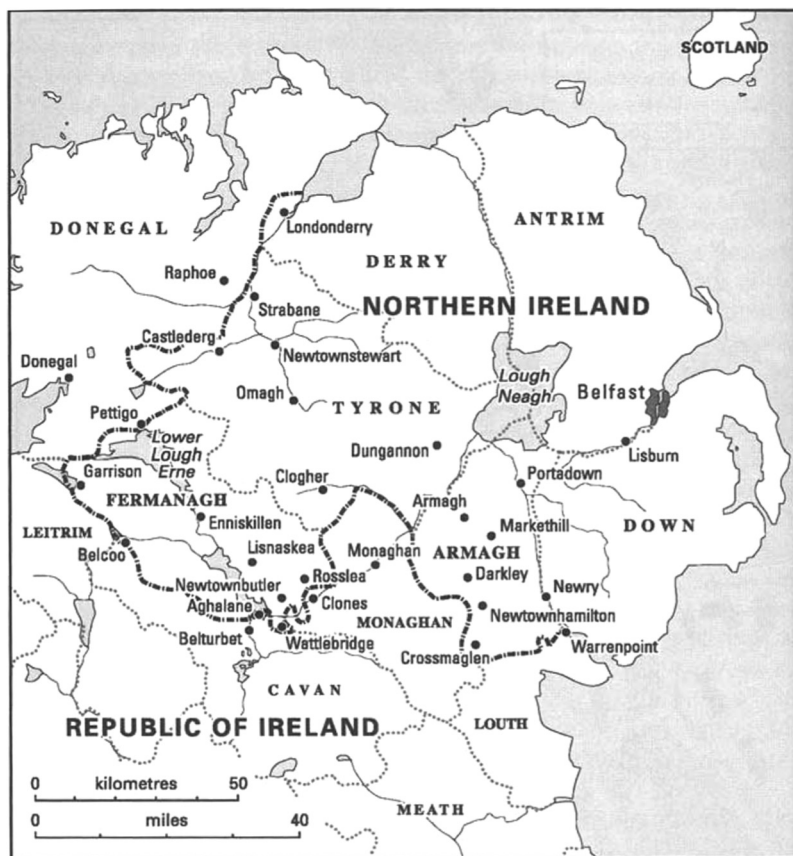 SCOTLAND
DONEGAL
Londonderry
ANTRIM
DERRY
Raphoe
Strabane
NORTHERN IRELAND
Castlederg
Newtownstewart
Donegal
Lough
Neagh
Belfast
Omagh
TYRONE
Pettigo
Lower
Lough
Erne
Dungannon
Lisburn
Garrison
Clogher
Portadown
FERMANAGH
Armagh
DOWN
Enniskillen
Markethill
LEITRIM
Lisnaskea
Monaghan
ARMAGH
Belcoo
Rosslea
Darkley
Newtownbutler
Newry
Aghalane
Clones
Newtownhamilton
MONAGHAN
Belturbet
Wattlebridge
Warrenpoint
Crossmaglen
CAVAN
REPUBLIC OF IRELAND
LOUTH
0 kilometres 50
MEATH
0 miles 40